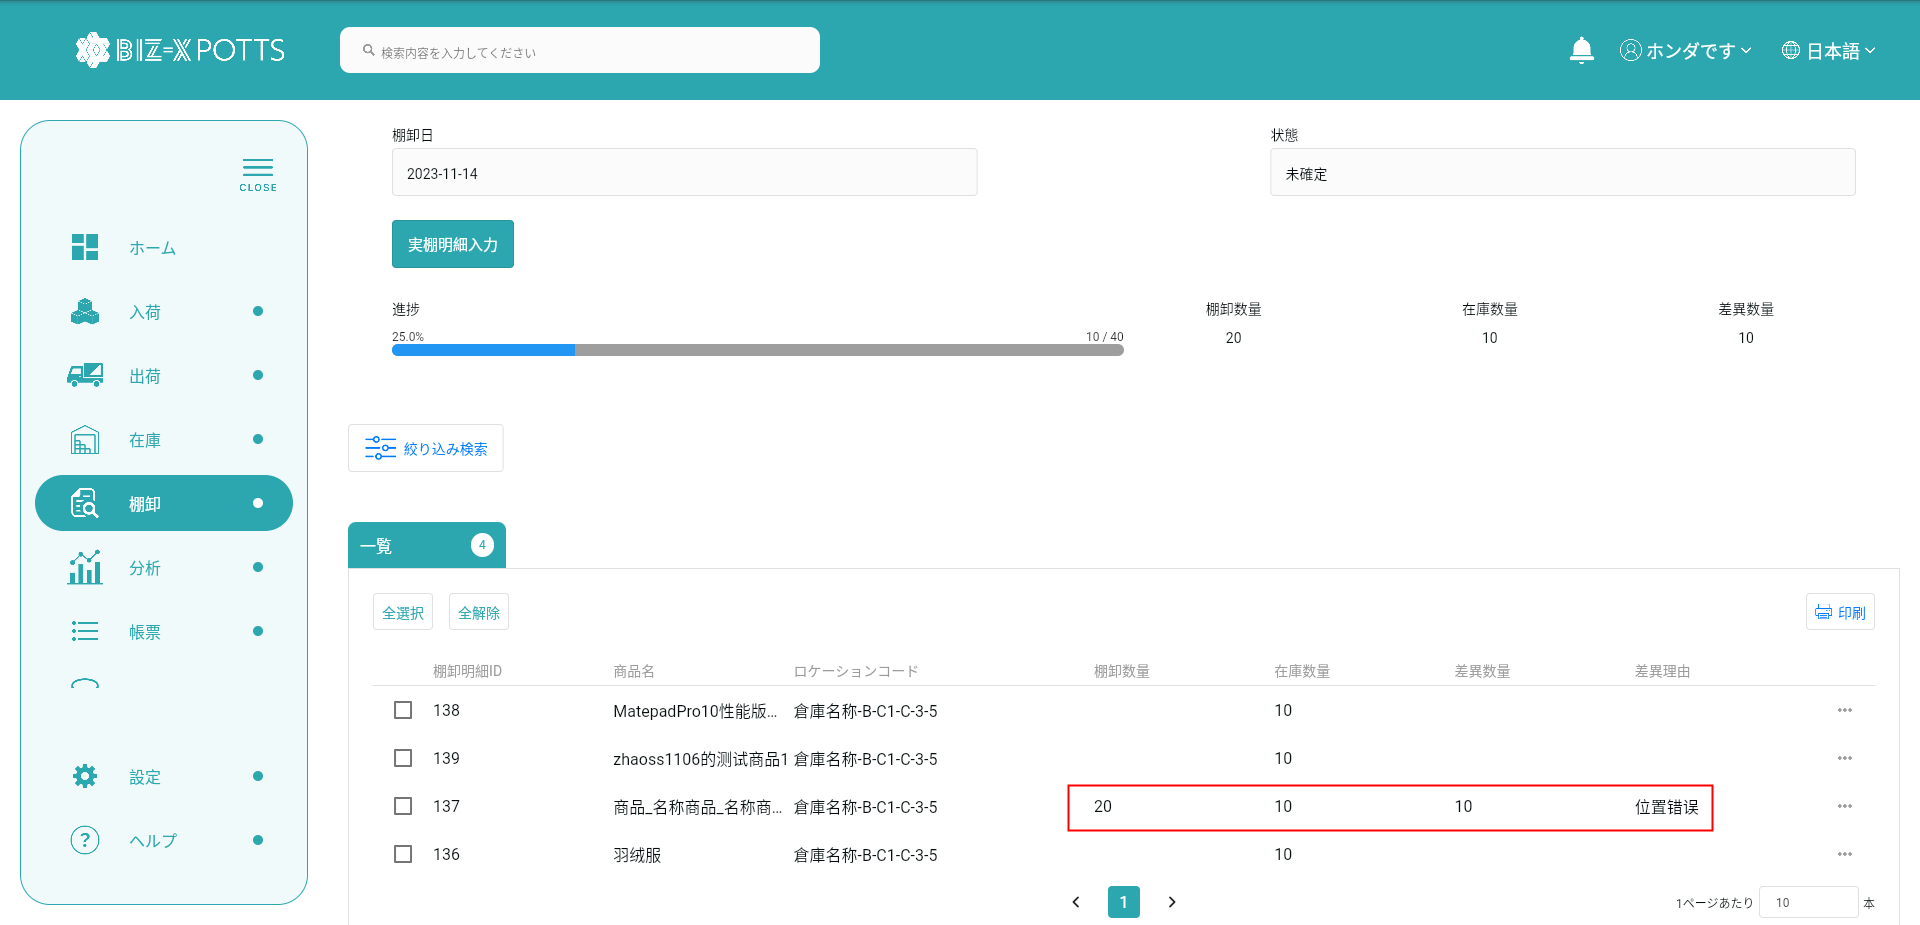 BIZ=X POTTS
検索内容を入力してください
ホンダです
日本語
CLOSE
ホーム
入荷
出荷
在庫
棚卸
分析
帳票
設定
? ヘルプ
棚卸日
2023-11-14
状態
未確定
実棚明細入力
進捗
25.0%
10 / 40
棚卸数量
20
在庫数量
10
差異数量
10
絞り込み検索
一覧 4
全選択 全解除
印刷
棚卸明細ID 商品名 ロケーションコード 棚卸数量 在庫数量 差異数量 差異理由
138 MatepadPro10性能版... 倉庫名称-B-C1-C-3-5 10
139 zhaoss1106的测试商品1 倉庫名称-B-C1-C-3-5 10
137 商品_名称商品_名称商... 倉庫名称-B-C1-C-3-5 20 10 10 位置错误
136 羽绒服 倉庫名称-B-C1-C-3-5 10
1
1ページあたり 10 本